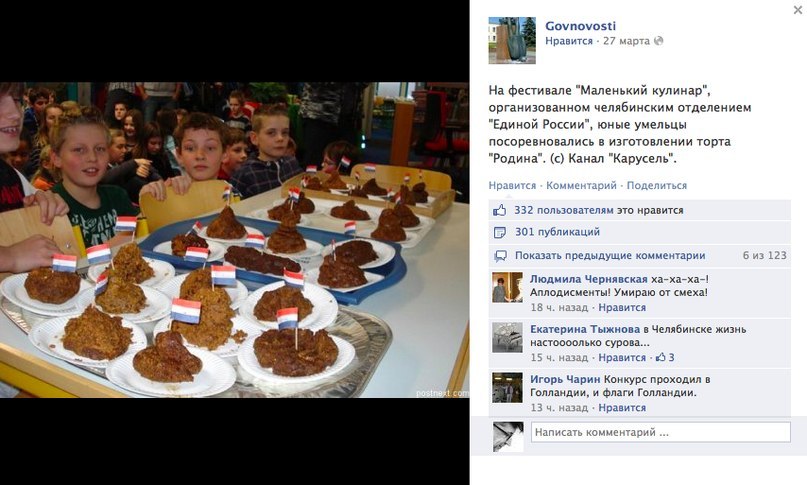 Govnovosti
Нравится · 27 марта
На фестивале "Маленький кулинар",
организованном челябинским отделением
"Единой России", юные умельцы
посоревновались в изготовлении торта
"Родина". (с) Канал "Карусель".
Нравится · Комментарий · Поделиться
332 пользователям это нравится
301 публикаций
Показать предыдущие комментарии 6 из 123
Людмила Чернявская ха-ха-ха-!
Аплодисменты! Умираю от смеха!
18 ч. назад · Нравится
Екатерина Тыжнова в Челябинске жизнь
настооооолько сурова...
15 ч. назад · Нравится · 3
Игорь Чарин Конкурс проходил в
Голландии, и флаги Голландии.
13 ч. назад · Нравится
Написать комментарий ...
postnext.com